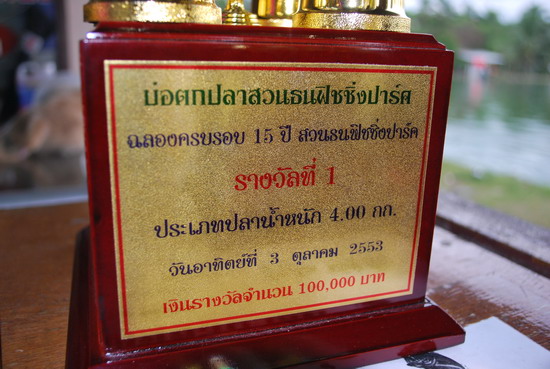 บ่อตกปลาสวนธนฟิชชิ่งปาร์ค
ฉลองครบรอบ 15 ปี สวนธนฟิชชิ่งปาร์ค
รางวัลที่ 1
ประเภทปลาน้ำหนัก 4.00 กก.
วันอาทิตย์ที่ 3 ตุลาคม 2553
เงินรางวัลจำนวน 100,000 บาท